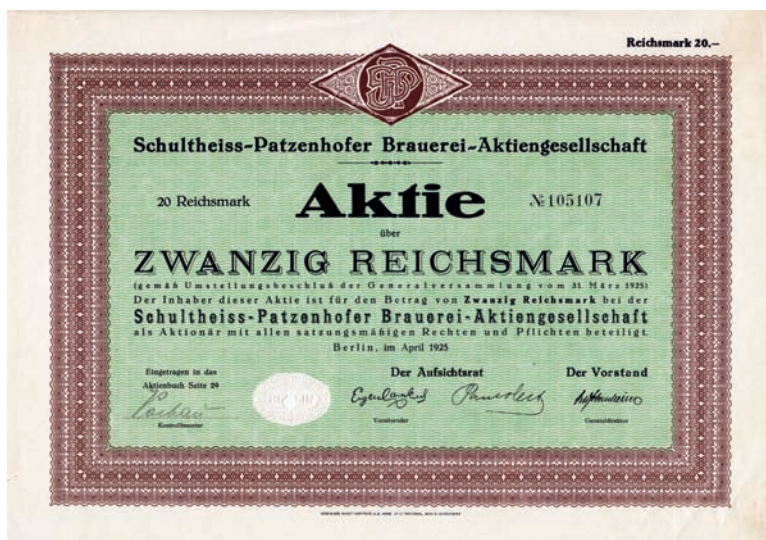 Reichsmark 20.—
SPP
Schultheiss-Patzenhofer Brauerei-Aktiengesellschaft
20 Reichsmark Aktie № 105107
über
ZWANZIG REICHSMARK
(gemäß Umstellungsbeschluß der Generalversammlung vom 31. März 1925)
Der Inhaber dieser Aktie ist für den Betrag von Zwanzig Reichsmark bei der
Schultheiss-Patzenhofer Brauerei-Aktiengesellschaft
als Aktionär mit allen satzungsmäßigen Rechten und Pflichten beteiligt.
Berlin, im April 1925
Eingetragen in das Der Aufsichtsrat Der Vorstand
Aktienbuch Seite 29
Kontrollbeamter Vorsitzender Generaldirektor